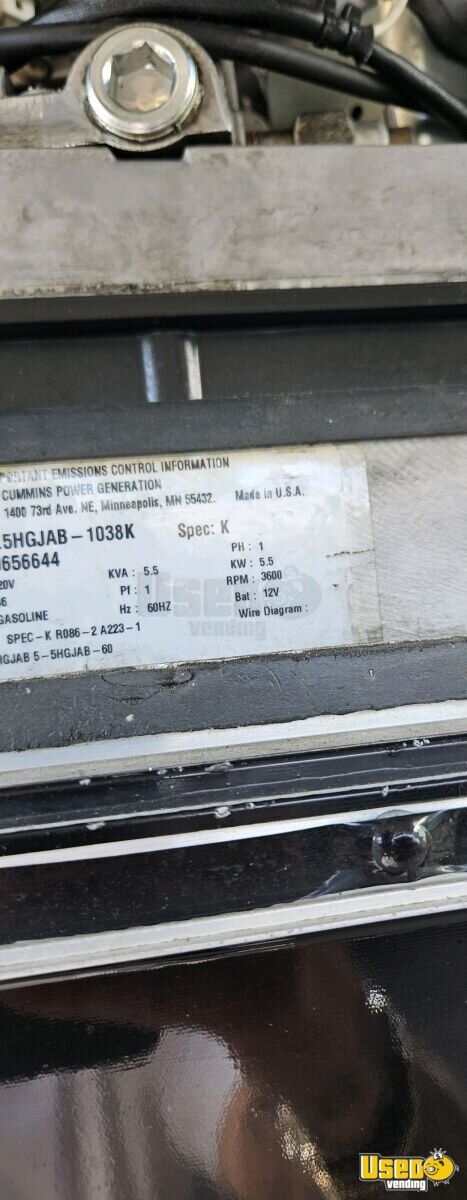 PORTANT EMISSIONS CONTROL INFORMATION
CUMMINS POWER GENERATION
1400 73rd Ave. NE, Minneapolis, MN 55432. Made in U.S.A.
.5HGJAB-1038K Spec: K
0656644 PH : 1
20V KVA : 5.5 KW : 5.5
46 Pf : 1 RPM : 3600
GASOLINE Hz : 60HZ Bat : 12V
Wire Diagram :
SPEC-K R086-2 A223-1
HGJAB 5-5HGJAB-60
Used vending
Used vending